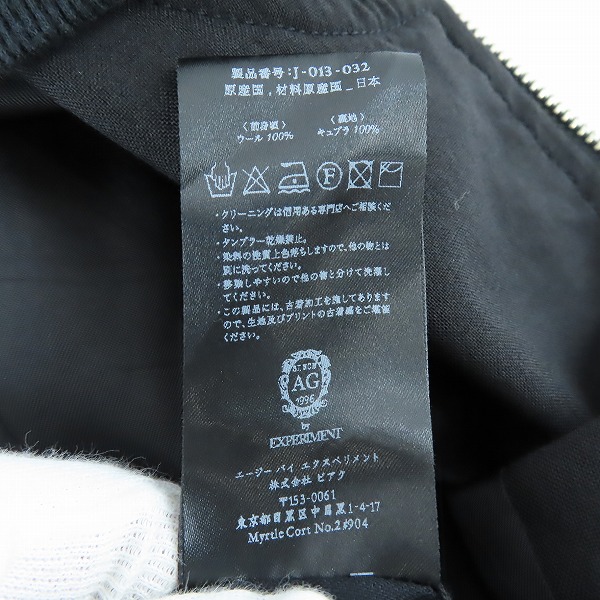 製品番号:J-013-032
原産国, 材料原産国_日本
〈前身頃〉 〈裏地〉
ウール 100% キュプラ 100%
F
・クリーニングは信用ある専門店へご相談くだ
さい。
・タンブラー乾燥禁止。
・染料の性質上色落ちしますので、他の物とは
別に洗ってください。
・移動しやすいので他の物と分けて洗濯し
てください。
・この製品には、古着加工を施してあります
ので、生地及びプリントの古着感をご堪能
ください。
AG
1996
by
EXPERIMENT
エージー バイ エクスペリメント
株式会社 ピアク
〒153-0061
東京都目黒区中目黒1-4-17
Myrtle Cort No.2#904